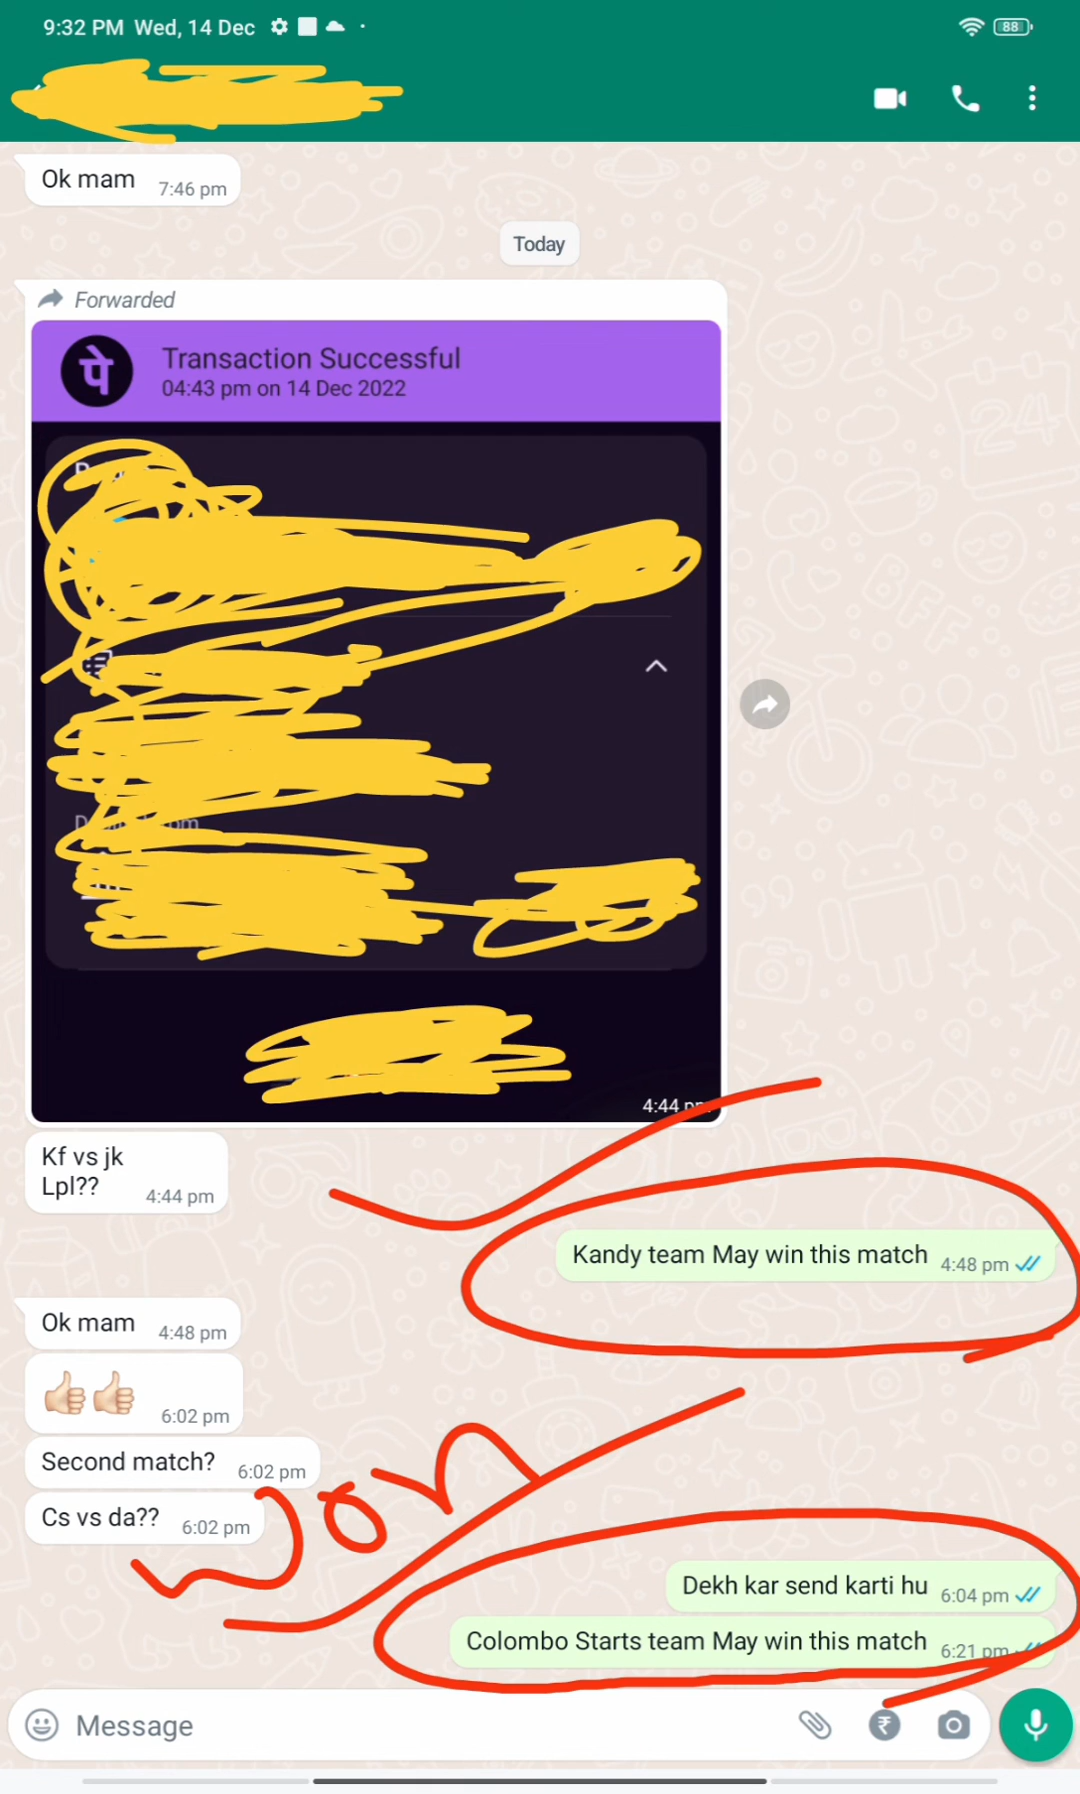 9:32 PM Wed, 14 Dec
88
Ok mam 7:46 pm
Today
Forwarded
पे
Transaction Successful
04:43 pm on 14 Dec 2022
4:44 pm
Kf vs jk
Lpl?? 4:44 pm
Kandy team May win this match 4:48 pm
Ok mam 4:48 pm
👍🏻👍🏻 6:02 pm
Second match? 6:02 pm
Cs vs da?? 6:02 pm
won
Dekh kar send karti hu 6:04 pm
Colombo Starts team May win this match 6:21 pm
Message
₹